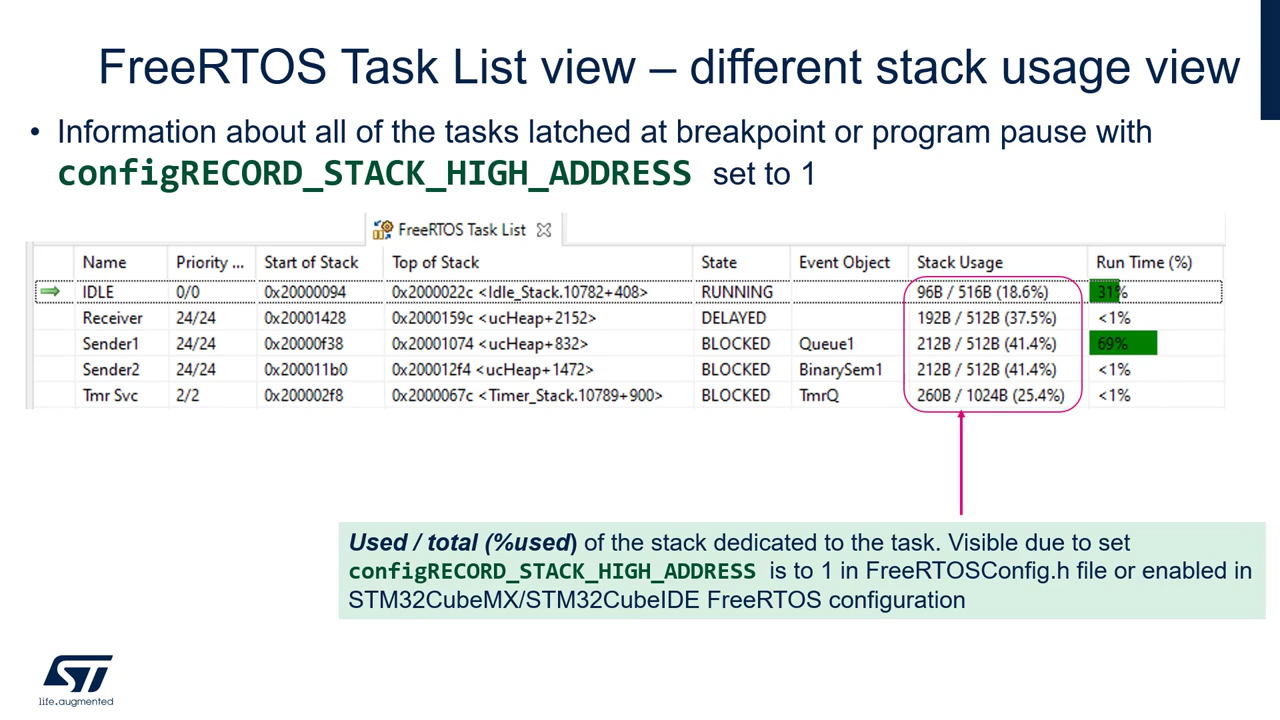 FreeRTOS Task List view – different stack usage view
• Information about all of the tasks latched at breakpoint or program pause with
configRECORD_STACK_HIGH_ADDRESS set to 1
FreeRTOS Task List
Name Priority ... Start of Stack Top of Stack State Event Object Stack Usage Run Time (%)
IDLE 0/0 0x20000094 0x2000022c <Idle_Stack.10782+408> RUNNING 96B / 516B (18.6%) 31%
Receiver 24/24 0x20001428 0x2000159c <ucHeap+2152> DELAYED 192B / 512B (37.5%) <1%
Sender1 24/24 0x20000f38 0x20001074 <ucHeap+832> BLOCKED Queue1 212B / 512B (41.4%) 69%
Sender2 24/24 0x200011b0 0x200012f4 <ucHeap+1472> BLOCKED BinarySem1 212B / 512B (41.4%) <1%
Tmr Svc 2/2 0x200002f8 0x2000067c <Timer_Stack.10789+900> BLOCKED TmrQ 260B / 1024B (25.4%) <1%
Used / total (%used) of the stack dedicated to the task. Visible due to set
configRECORD_STACK_HIGH_ADDRESS is to 1 in FreeRTOSConfig.h file or enabled in
STM32CubeMX/STM32CubeIDE FreeRTOS configuration
ST
life.augmented